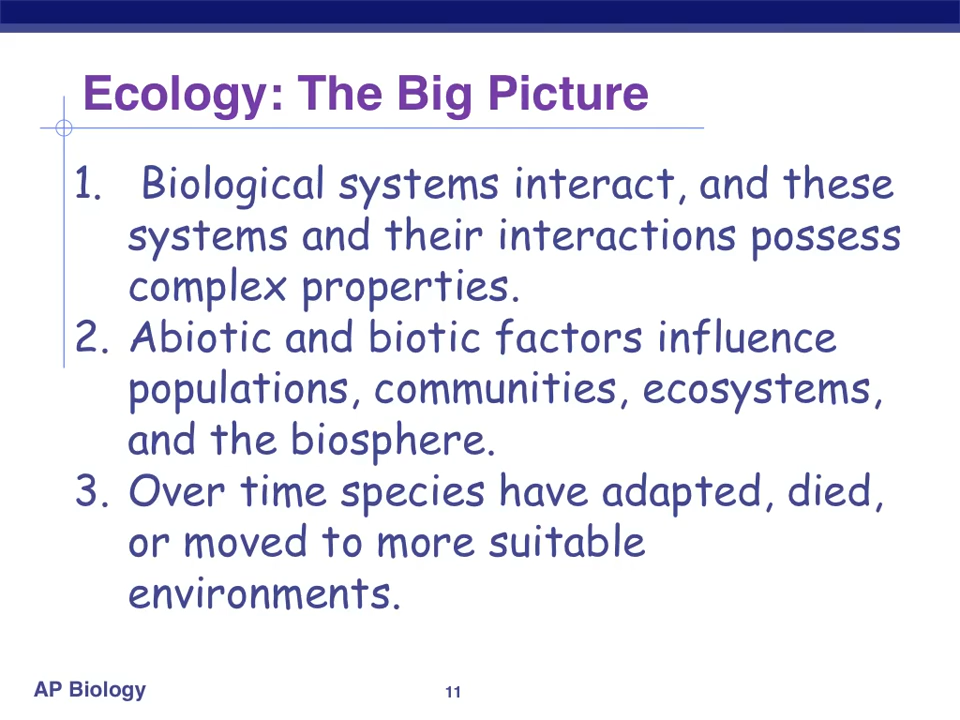 Ecology: The Big Picture
1. Biological systems interact, and these
systems and their interactions possess
complex properties.
2. Abiotic and biotic factors influence
populations, communities, ecosystems,
and the biosphere.
3. Over time species have adapted, died,
or moved to more suitable
environments.
AP Biology
11